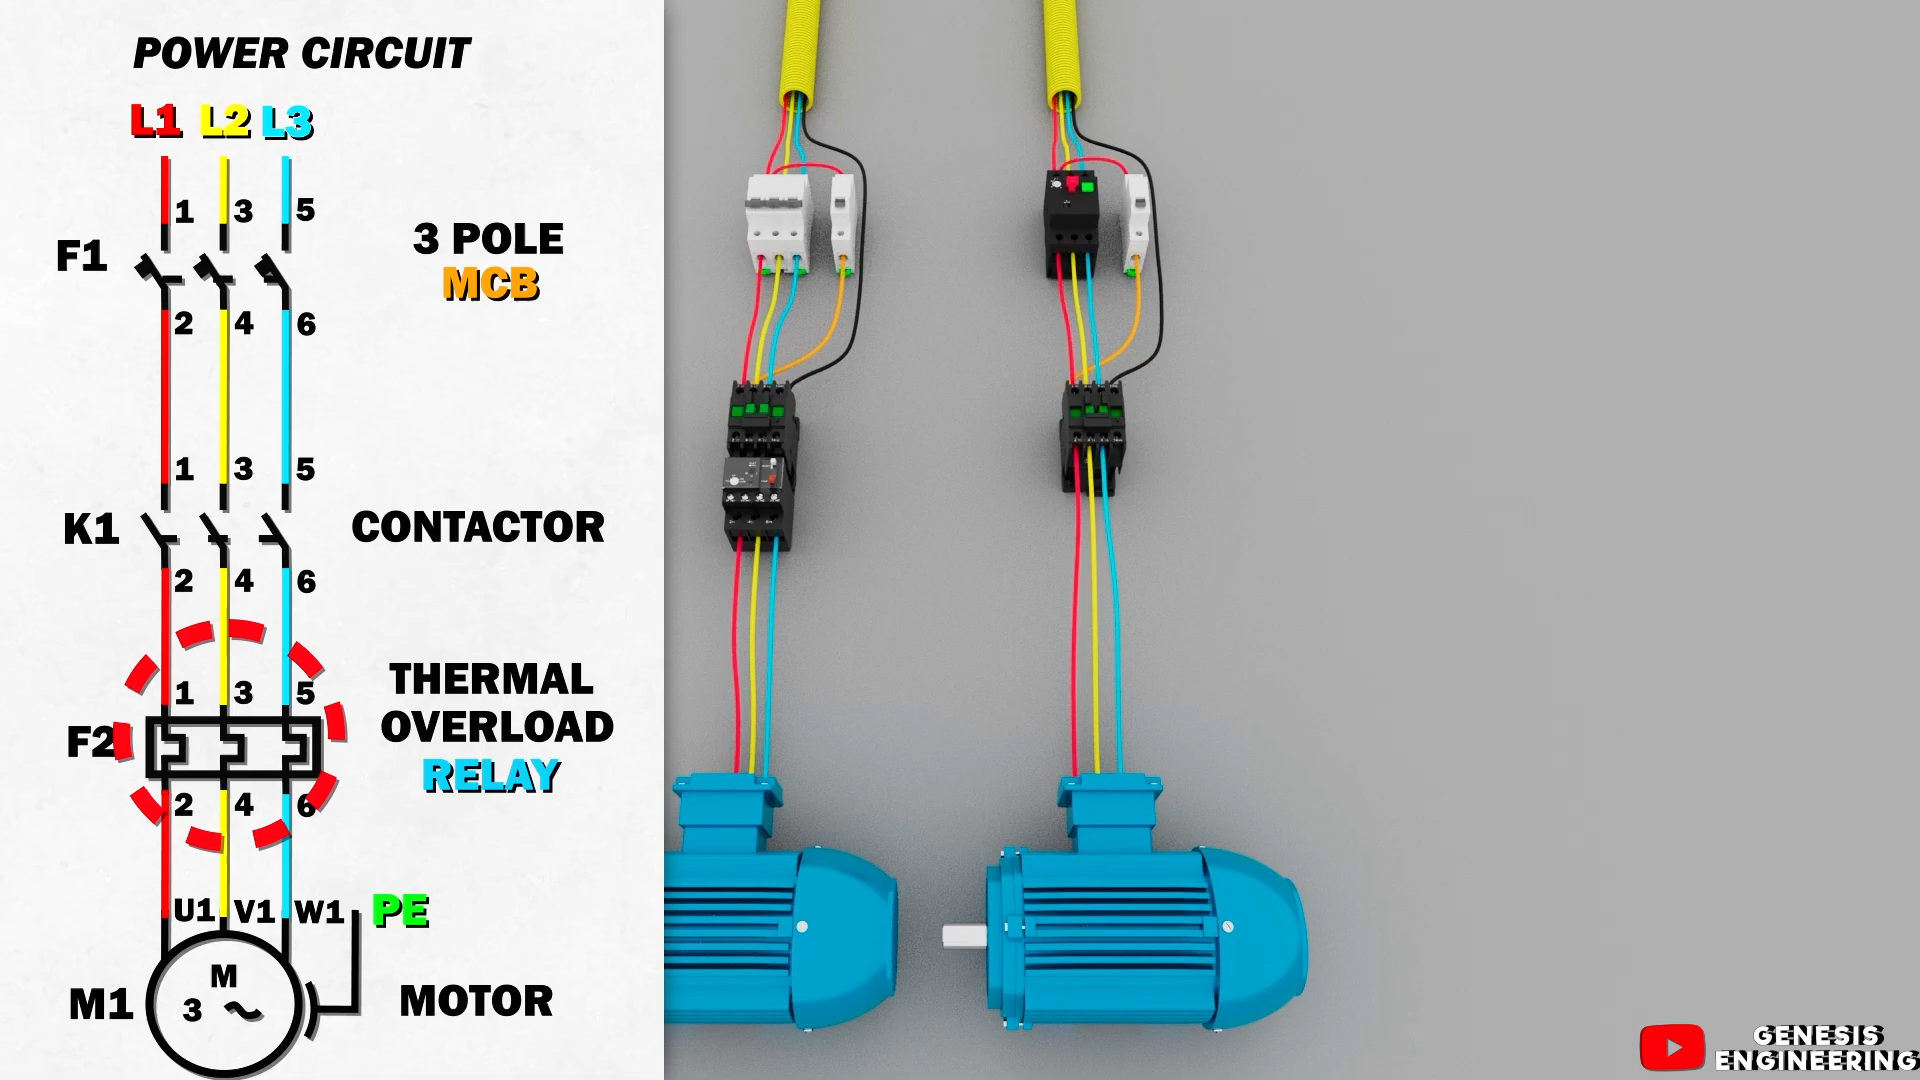 POWER CIRCUIT
L1 L2 L3
1 3 5
F1
3 POLE
MCB
2 4 6
1 3 5
K1
CONTACTOR
2 4 6
THERMAL
OVERLOAD
RELAY
1 3 5
F2
2 4 6
U1 V1 W1 PE
M
3 ~
M1
MOTOR
GENESIS
ENGINEERING